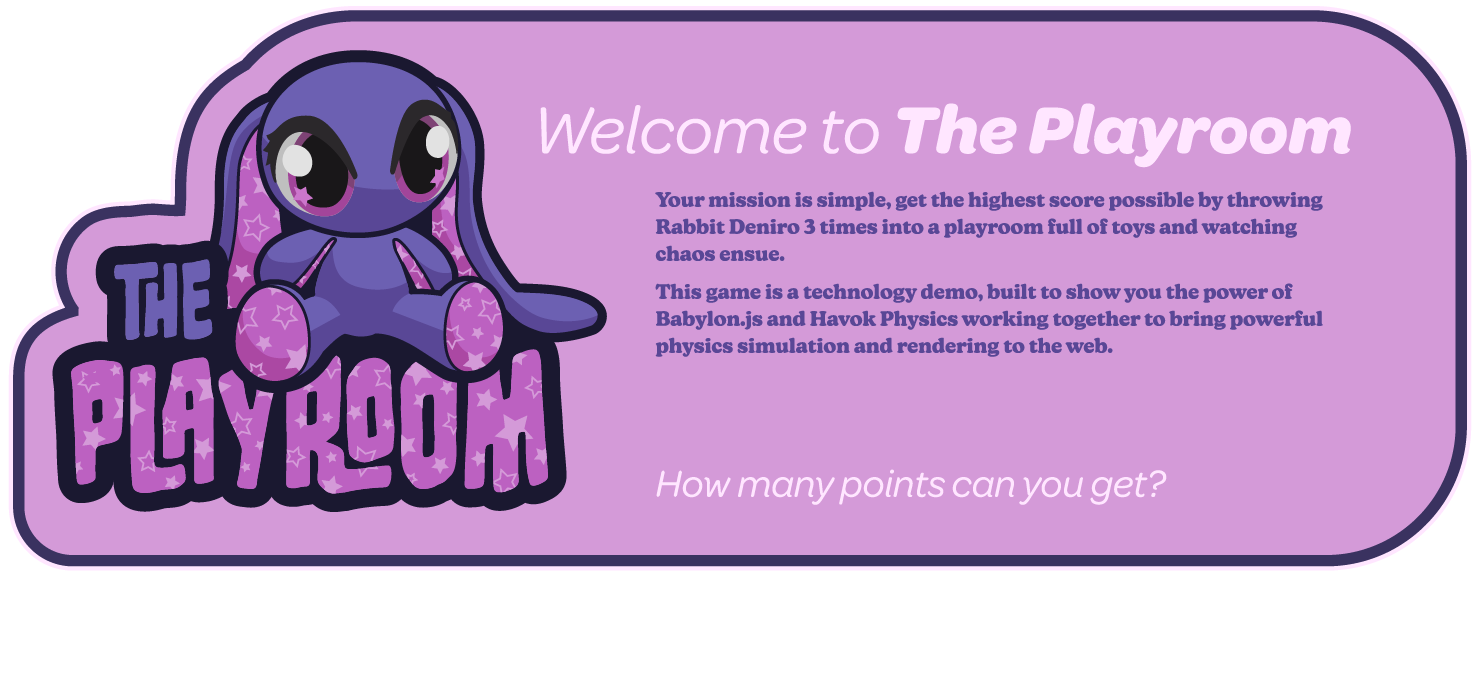 THE
PLAYROOM
Welcome to The Playroom
Your mission is simple, get the highest score possible by throwing
Rabbit Deniro 3 times into a playroom full of toys and watching
chaos ensue.
This game is a technology demo, built to show you the power of
Babylon.js and Havok Physics working together to bring powerful
physics simulation and rendering to the web.
How many points can you get?